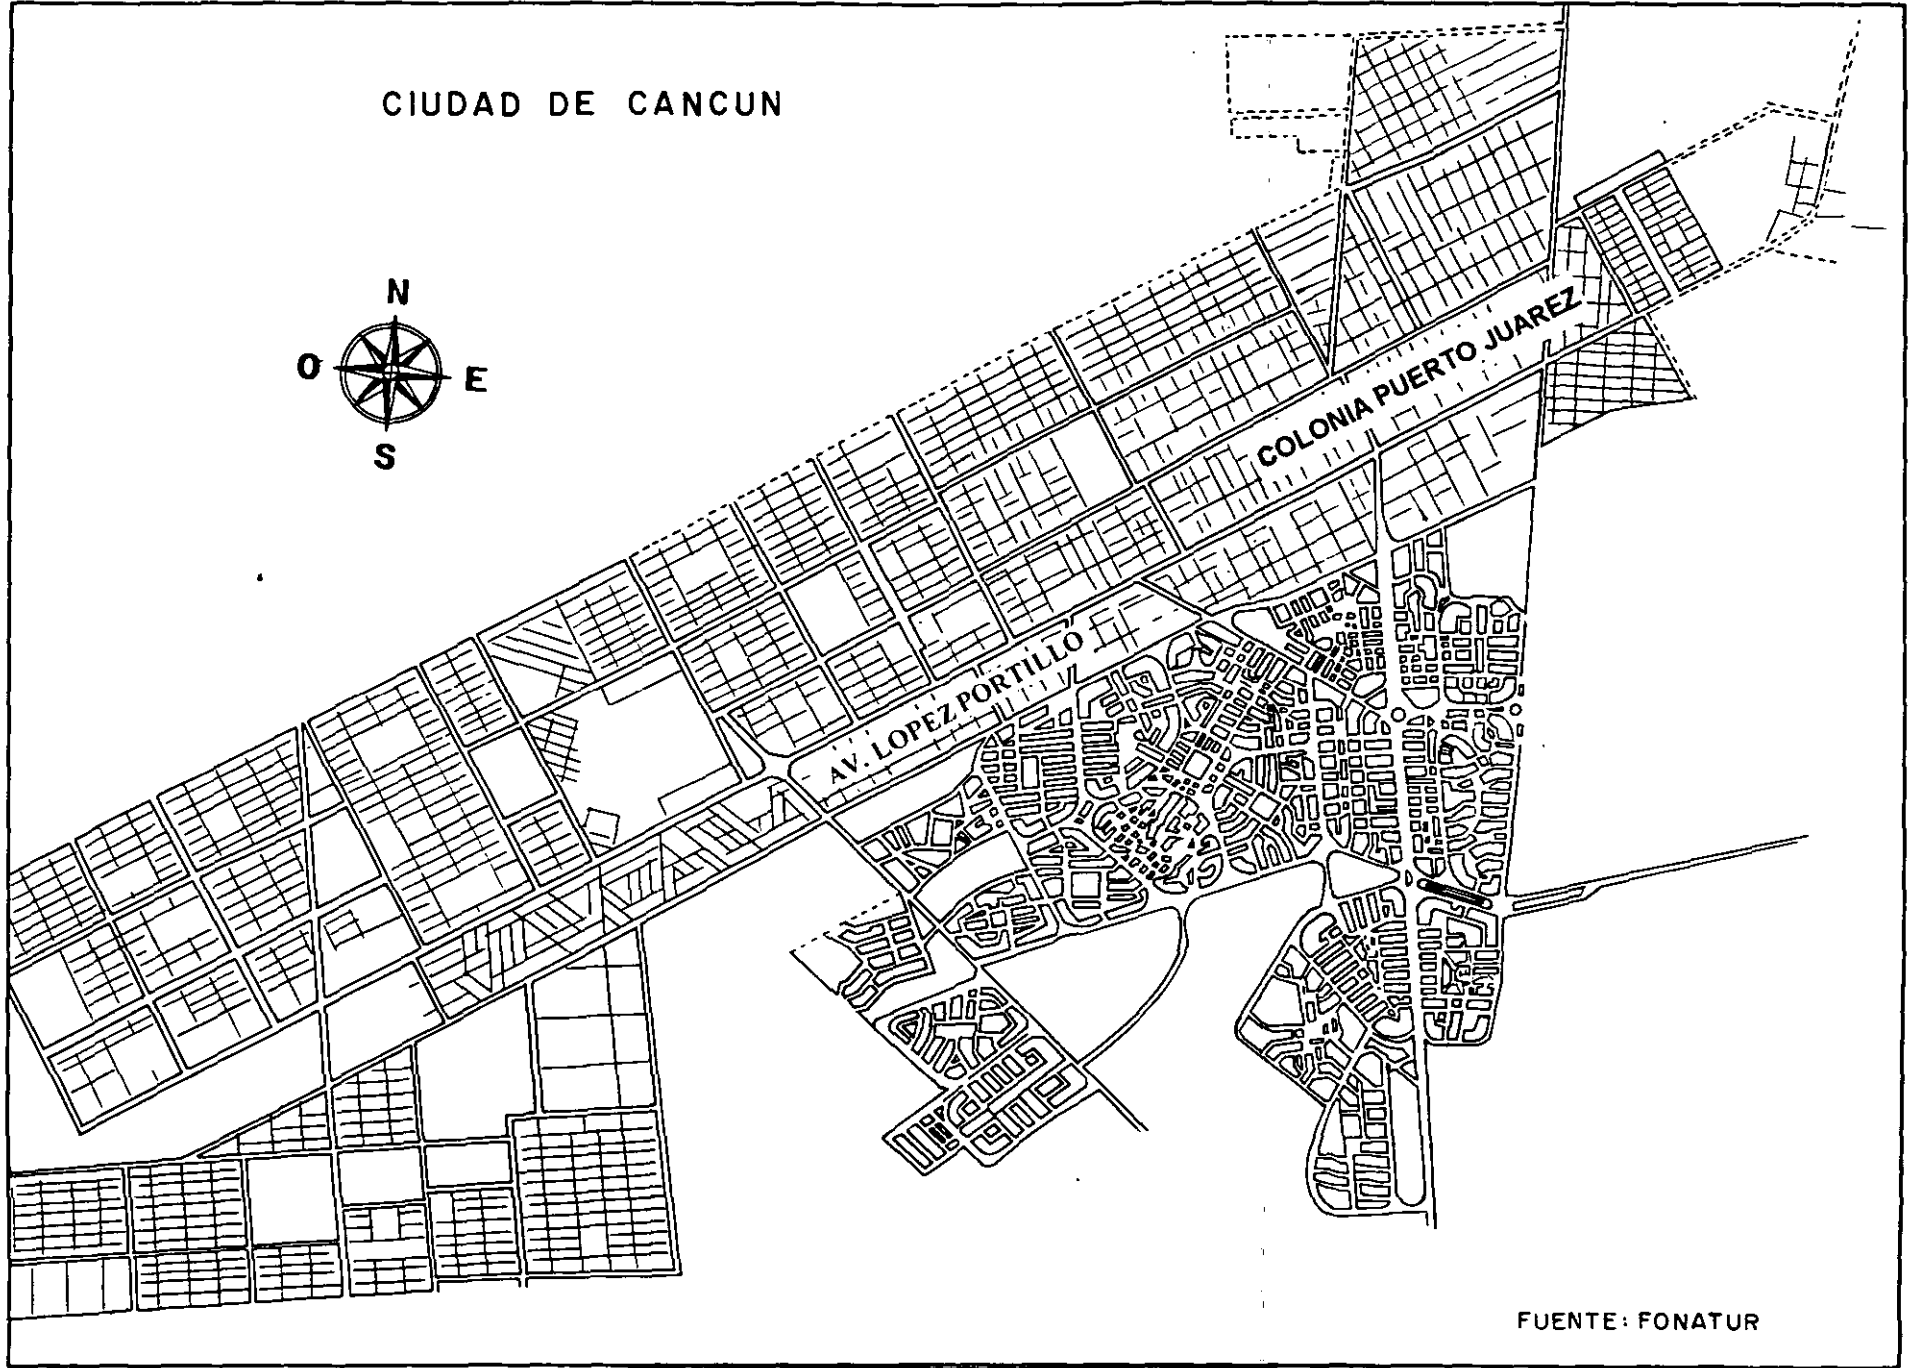 CIUDAD DE CANCUN
N
O
E
S
COLONIA PUERTO JUAREZ
AV. LOPEZ PORTILLO
FUENTE: FONATUR